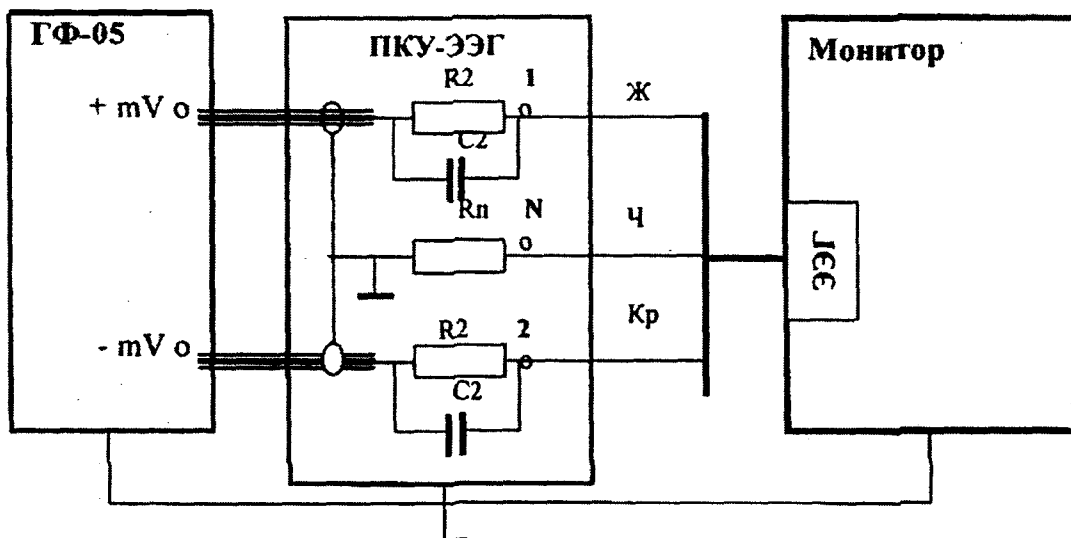 ГФ-05
ПКУ-ЭЭГ
Монитор
R2
1
Ж
+ mV o
C2
Rп
N
Ч
ЭЭГ
Кр
R2
2
- mV o
C2